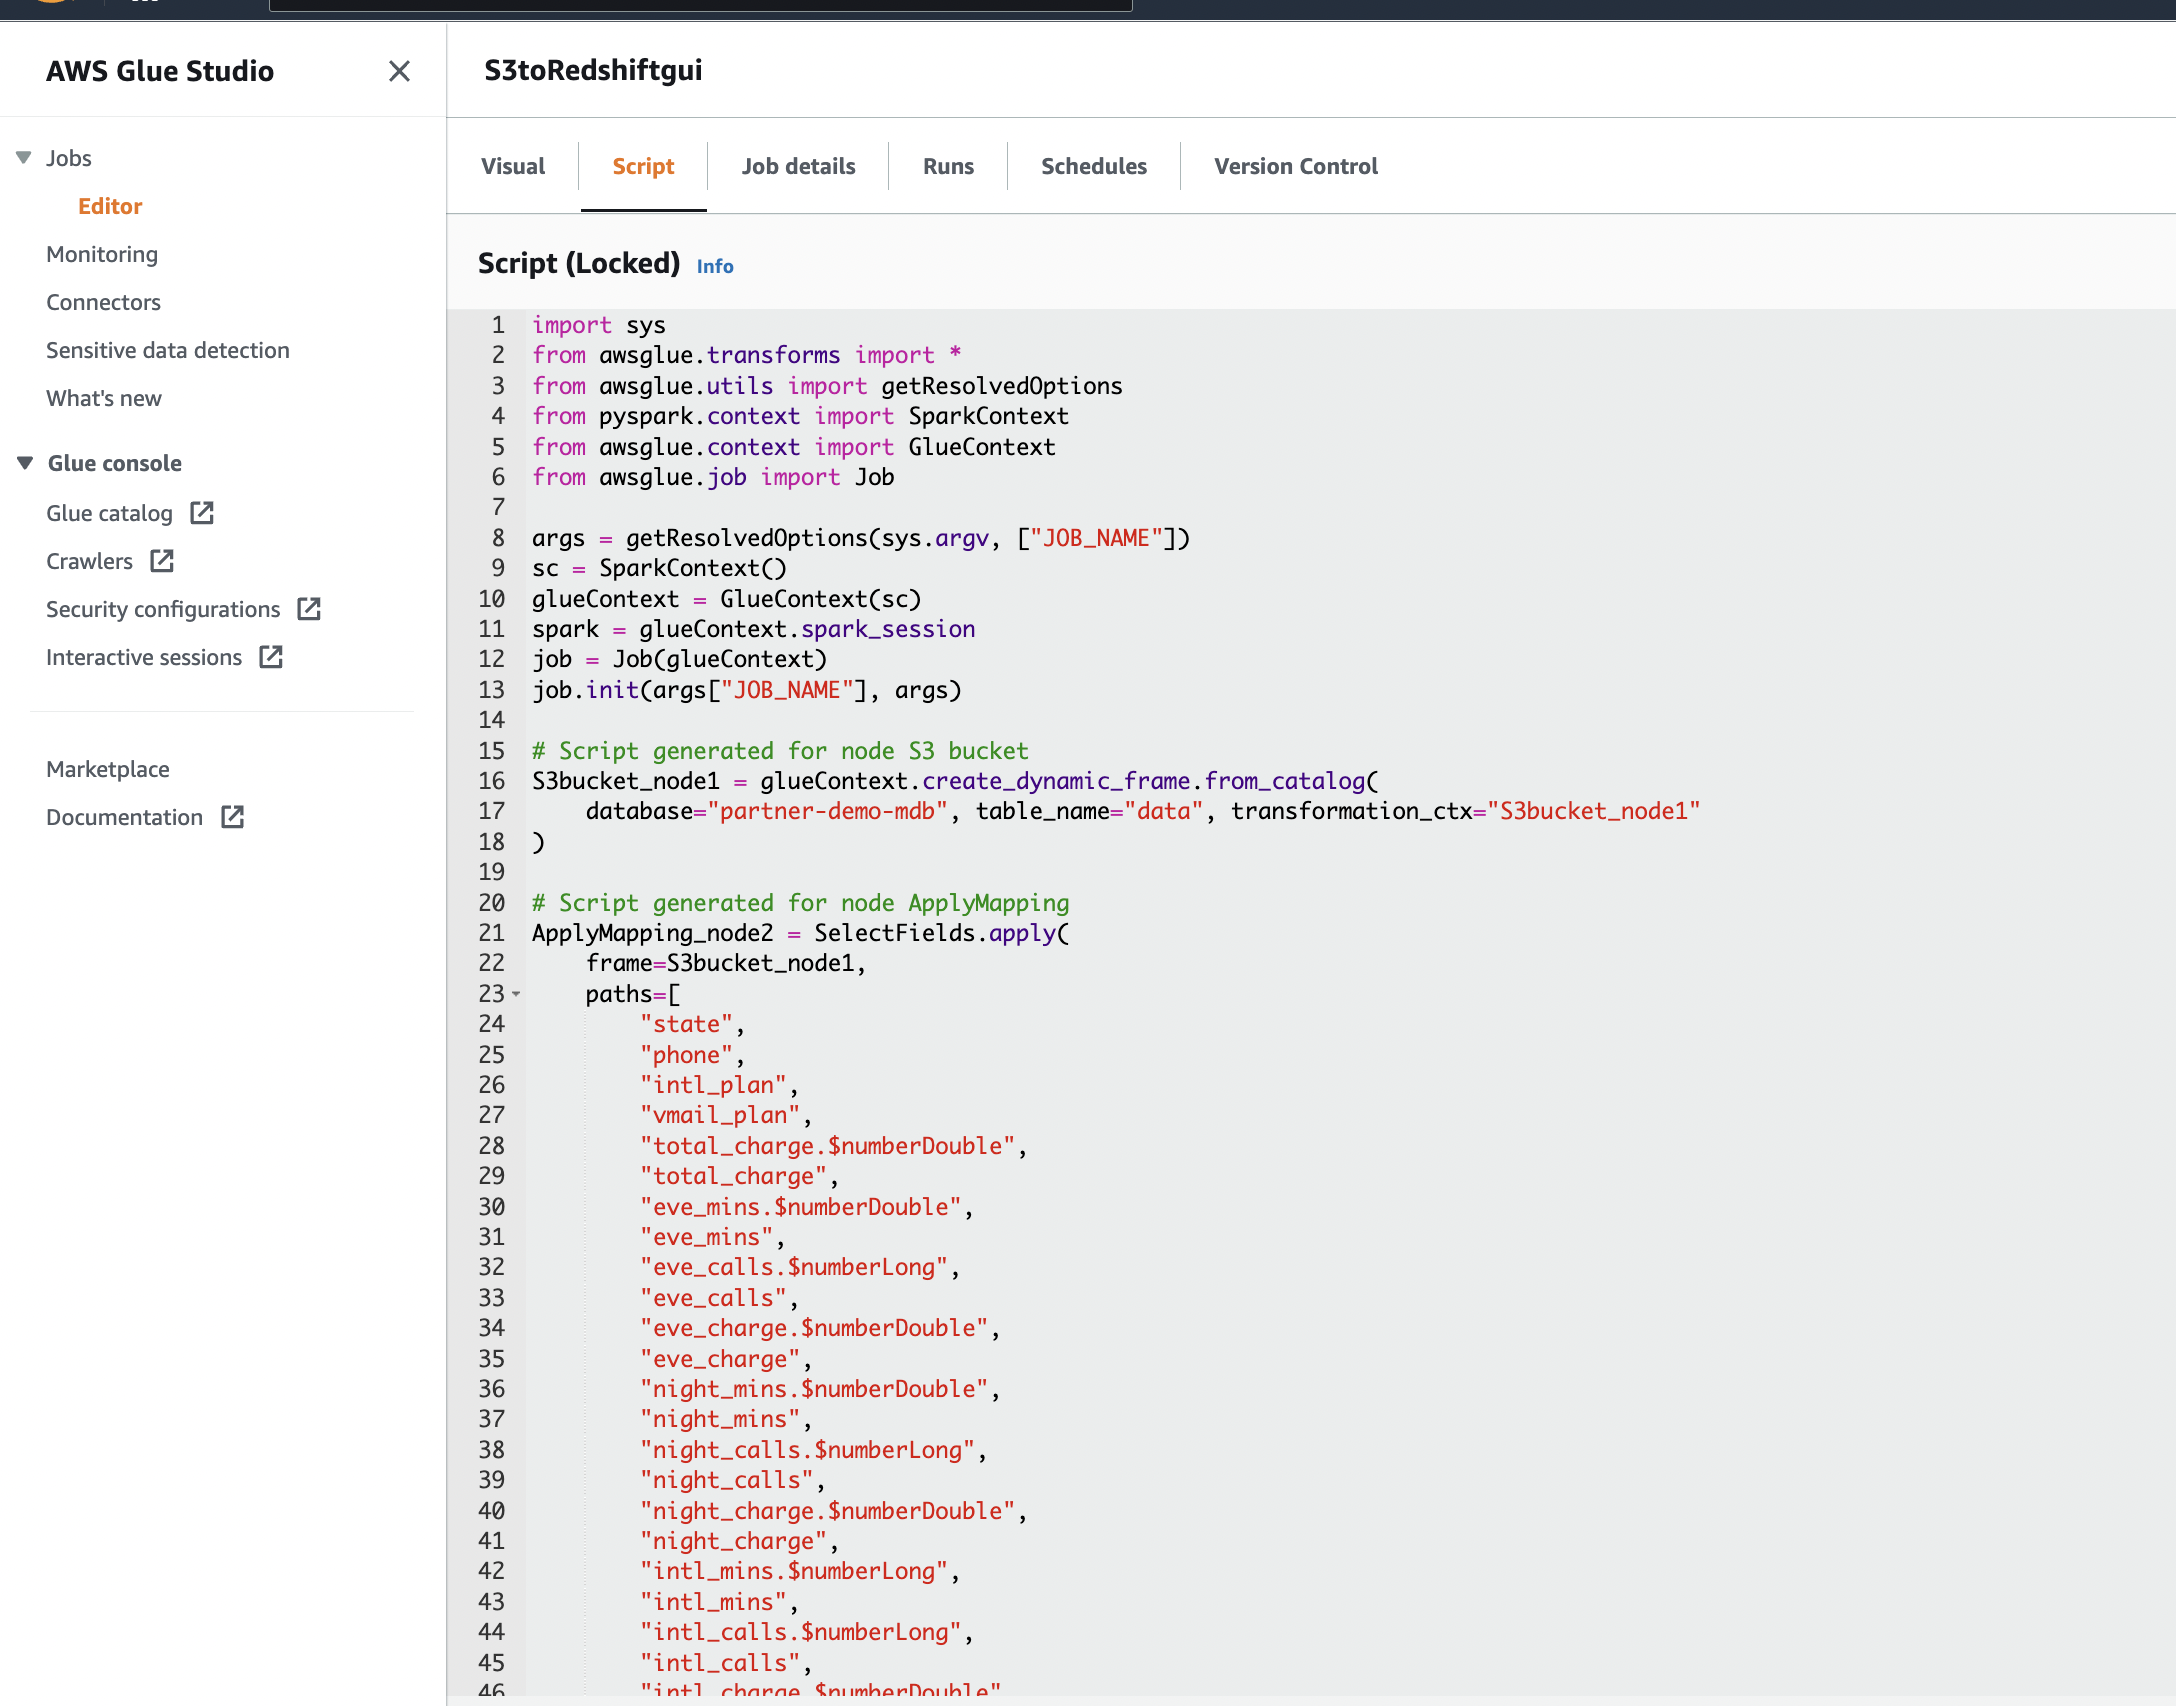 AWS Glue Studio
Jobs
Editor
Monitoring
Connectors
Sensitive data detection
What's new
Glue console
Glue catalog
Crawlers
Security configurations
Interactive sessions
Marketplace
Documentation
S3toRedshiftgui
Visual
Script
Job details
Runs
Schedules
Version Control
Script (Locked) Info
1 import sys
2 from awsglue.transforms import *
3 from awsglue.utils import getResolvedOptions
4 from pyspark.context import SparkContext
5 from awsglue.context import GlueContext
6 from awsglue.job import Job
7
8 args = getResolvedOptions(sys.argv, ["JOB_NAME"])
9 sc = SparkContext()
10 glueContext = GlueContext(sc)
11 spark = glueContext.spark_session
12 job = Job(glueContext)
13 job.init(args["JOB_NAME"], args)
14
15 # Script generated for node S3 bucket
16 S3bucket_node1 = glueContext.create_dynamic_frame.from_catalog(
17     database="partner-demo-mdb", table_name="data", transformation_ctx="S3bucket_node1"
18 )
19
20 # Script generated for node ApplyMapping
21 ApplyMapping_node2 = SelectFields.apply(
22     frame=S3bucket_node1,
23     paths=[
24         "state",
25         "phone",
26         "intl_plan",
27         "vmail_plan",
28         "total_charge.$numberDouble",
29         "total_charge",
30         "eve_mins.$numberDouble",
31         "eve_mins",
32         "eve_calls.$numberLong",
33         "eve_calls",
34         "eve_charge.$numberDouble",
35         "eve_charge",
36         "night_mins.$numberDouble",
37         "night_mins",
38         "night_calls.$numberLong",
39         "night_calls",
40         "night_charge.$numberDouble",
41         "night_charge",
42         "intl_mins.$numberLong",
43         "intl_mins",
44         "intl_calls.$numberLong",
45         "intl_calls",
46         "intl_charge.$numberDouble"